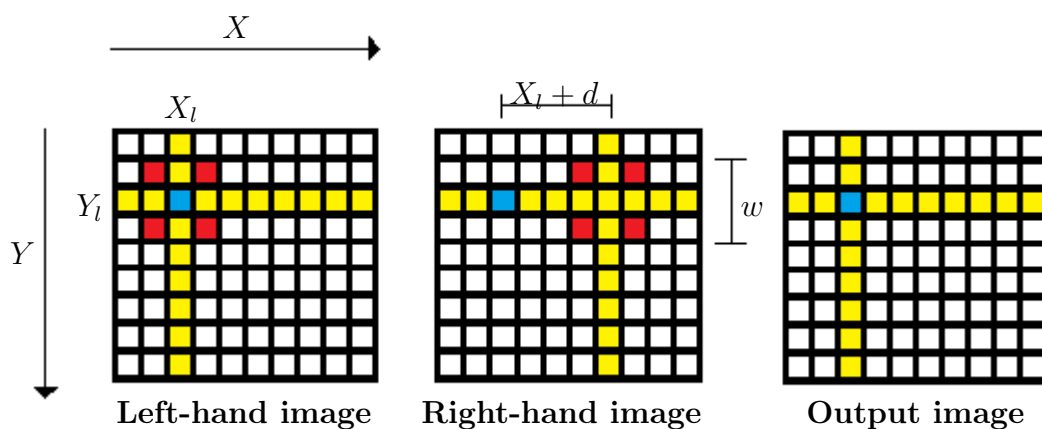 X
X_l
X_l + d
Y_l
w
Y
Left-hand image
Right-hand image
Output image